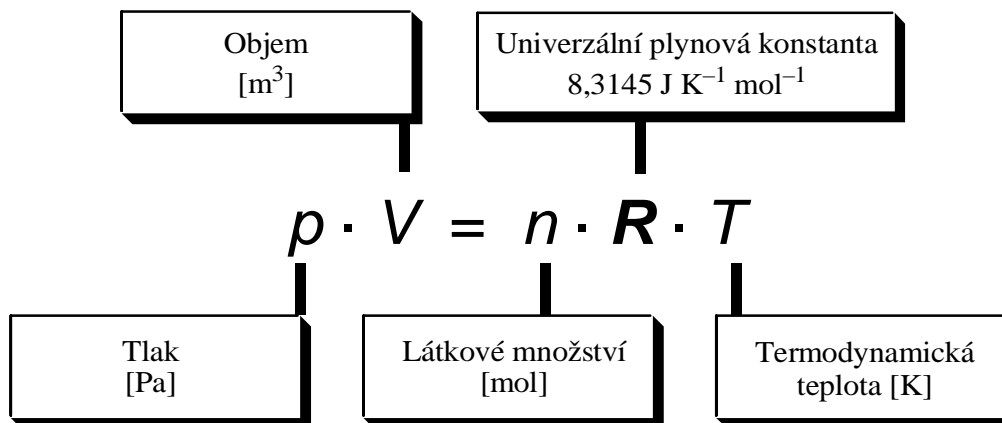 Objem
[m³]
Univerzální plynová konstanta
8,3145 J K⁻¹ mol⁻¹
p · V = n · R · T
Tlak
[Pa]
Látkové množství
[mol]
Termodynamická
teplota [K]